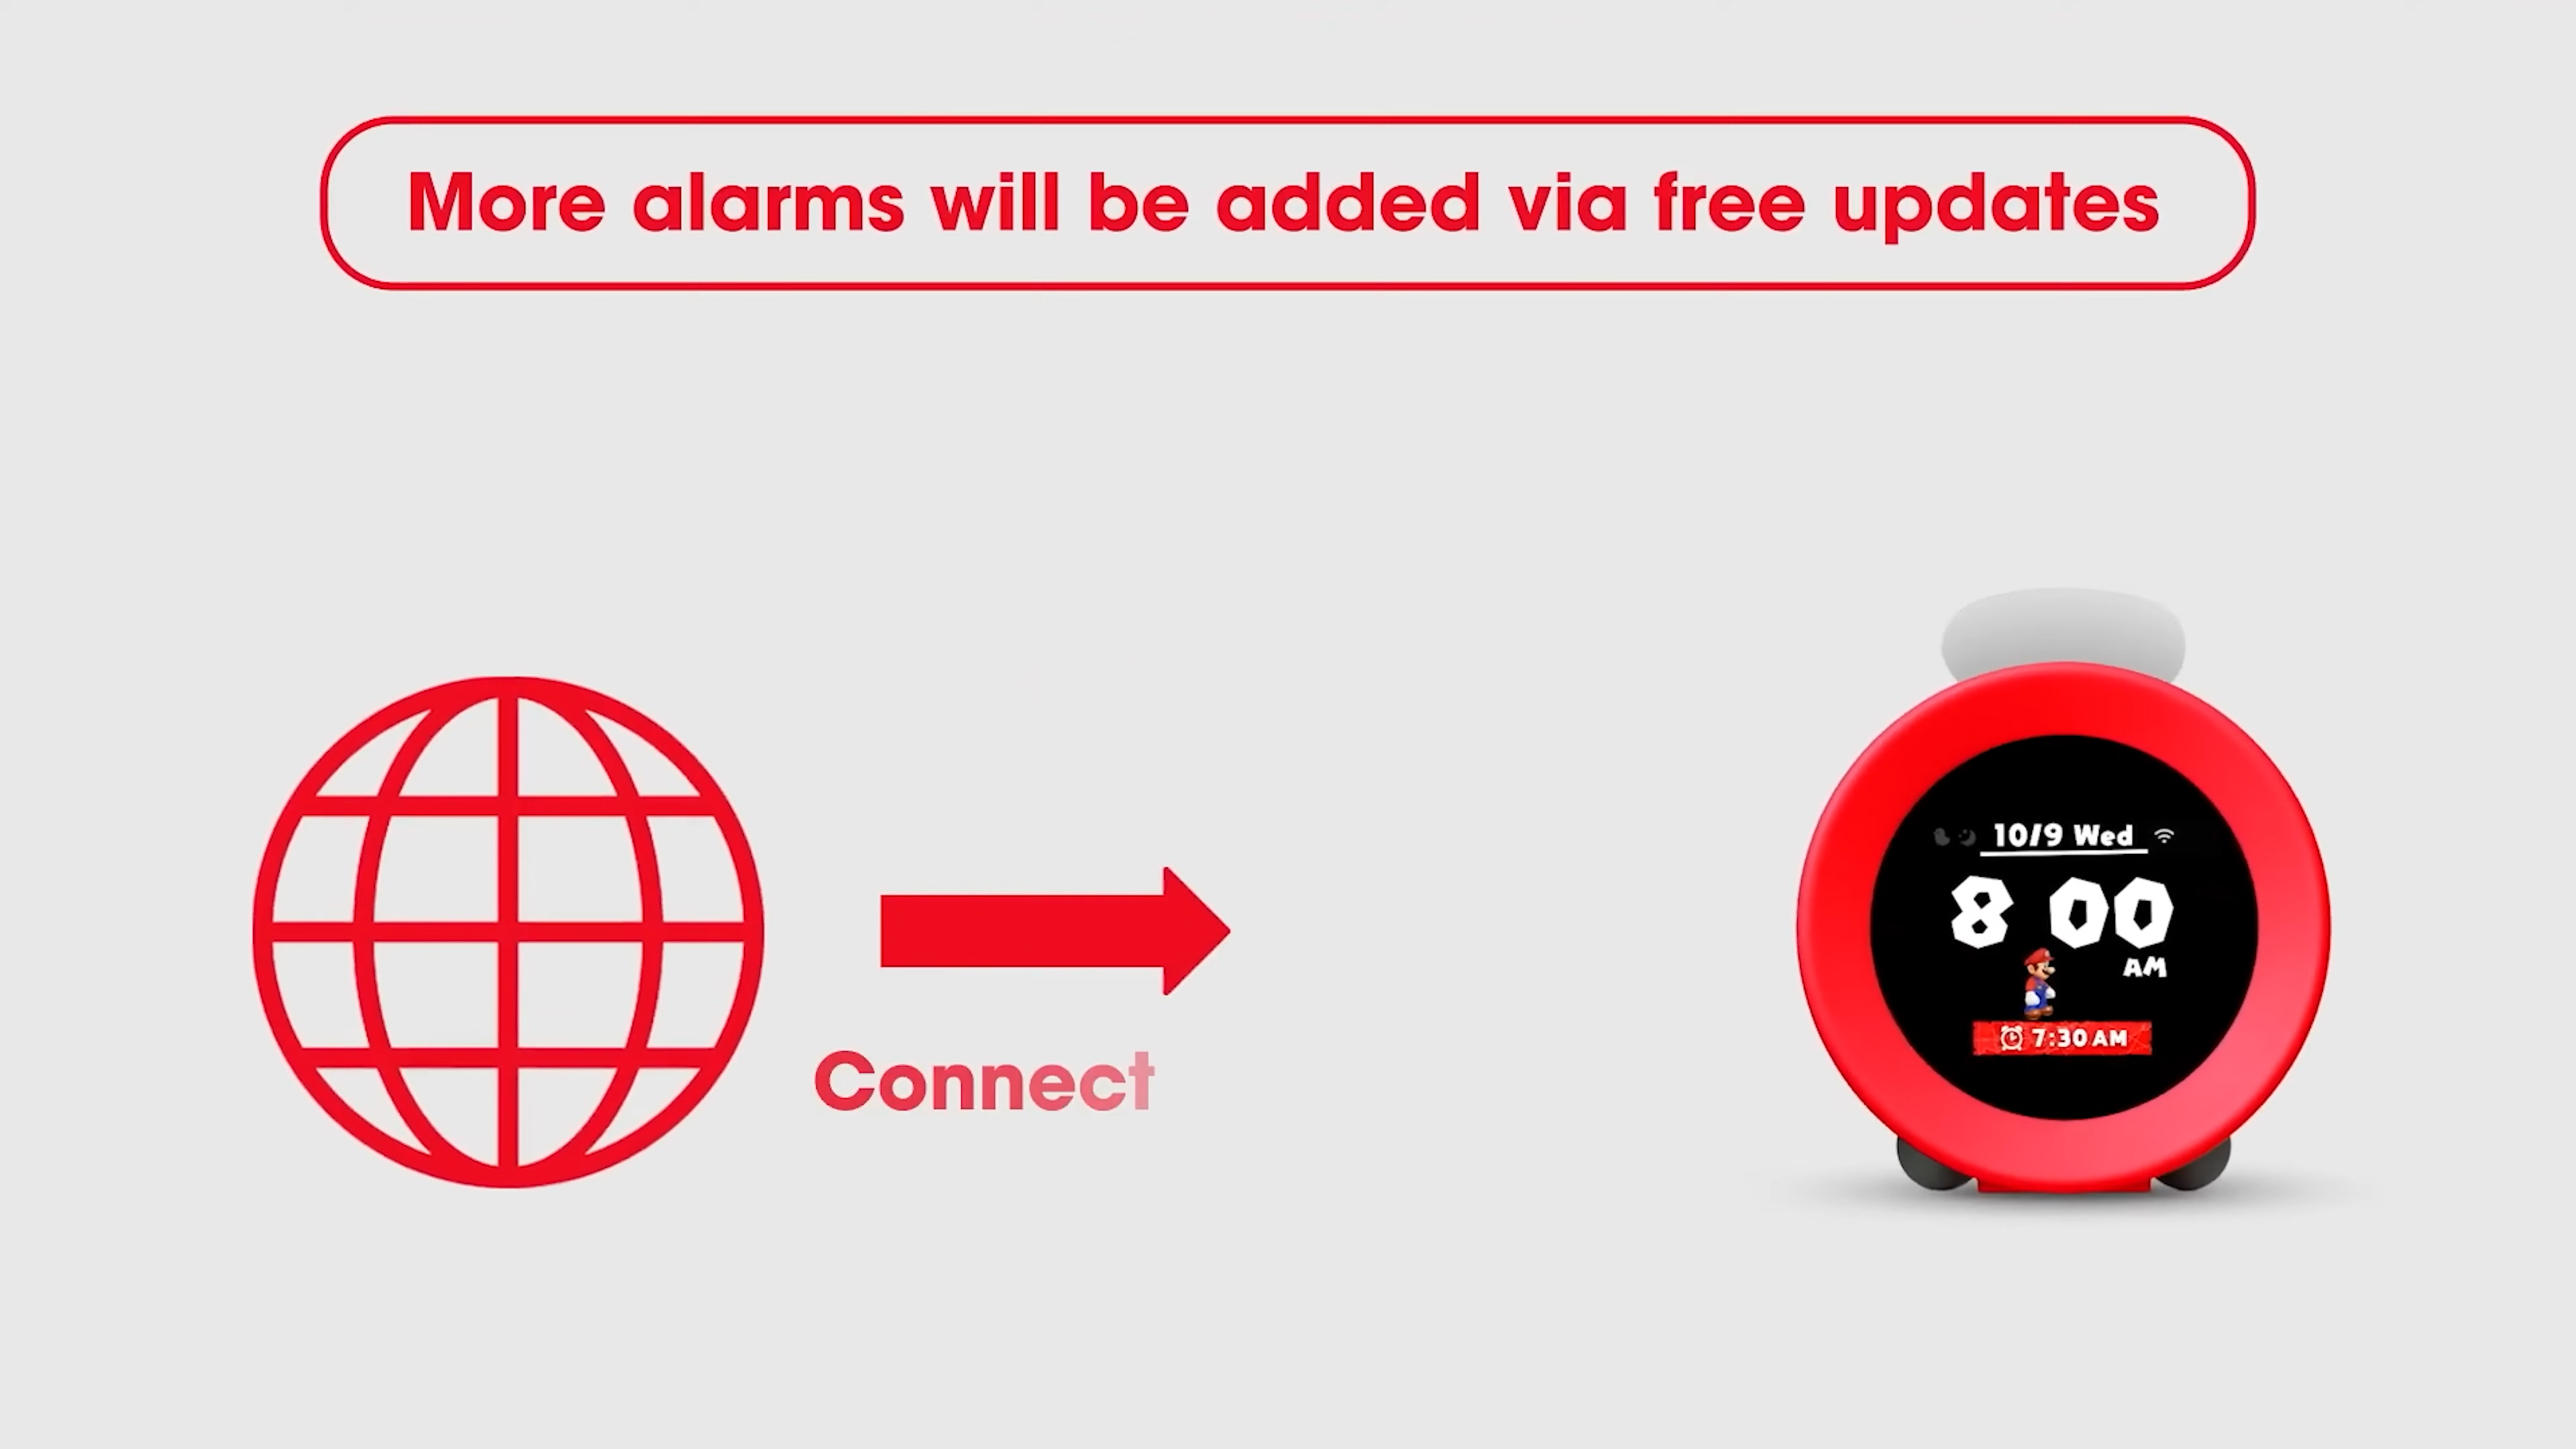 More alarms will be added via free updates
10/9 Wed
8 00
AM
7:30 AM
Connect